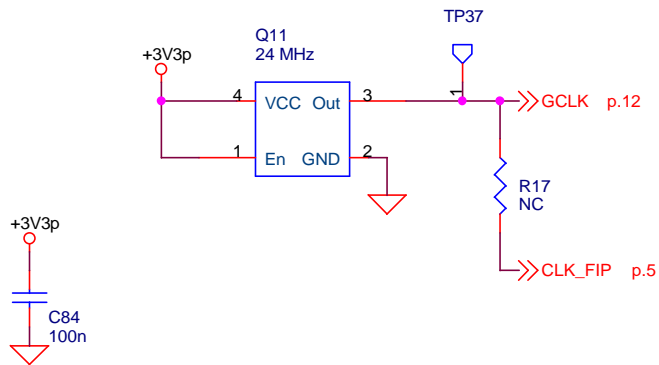 TP37
Q11
24 MHz
+3V3p
4 VCC Out 3
1
GCLK p.12
1 En GND 2
R17
NC
+3V3p
CLK_FIP p.5
C84
100n